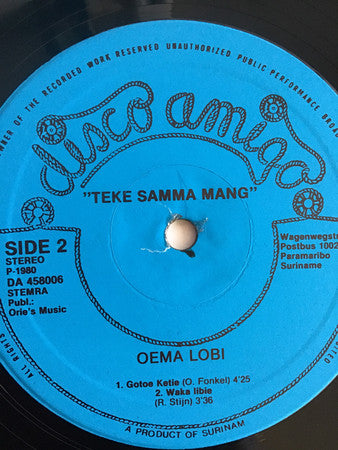 OWNER OF THE RECORDED WORK RESERVED UNAUTHORIZED PUBLIC PERFORMANCE
disco amigo
"TEKE SAMMA MANG"
SIDE 2
STEREO
P-1980
DA 458006
STEMRA
Publ.:
Orie's Music
Postbus 1002
Paramaribo
Suriname
OEMA LOBI
1. Gotoe Ketie (O. Fonkel) 4'25
2. Waka libie
(R. Stijn) 3'36
ALL RIGHTS
A PRODUCT OF SURINAM